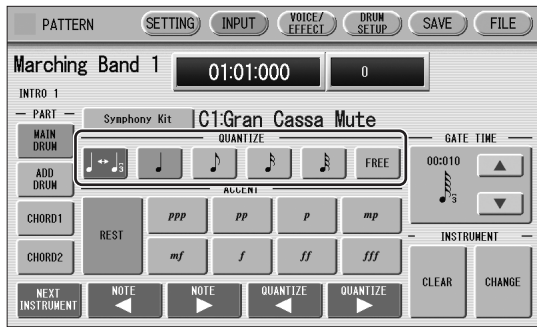 PATTERN SETTING INPUT VOICE/ EFFECT DRUM SETUP SAVE FILE
Marching Band 1 01:01:000 0
INTRO 1
PART Symphony Kit C1:Gran Cassa Mute
MAIN DRUM QUANTIZE GATE TIME
3 FREE 00:010
ADD DRUM 3
ACCENT
CHORD1 REST ppp pp p mp
INSTRUMENT
CHORD2 mf f ff fff CLEAR CHANGE
NEXT INSTRUMENT NOTE NOTE QUANTIZE QUANTIZE